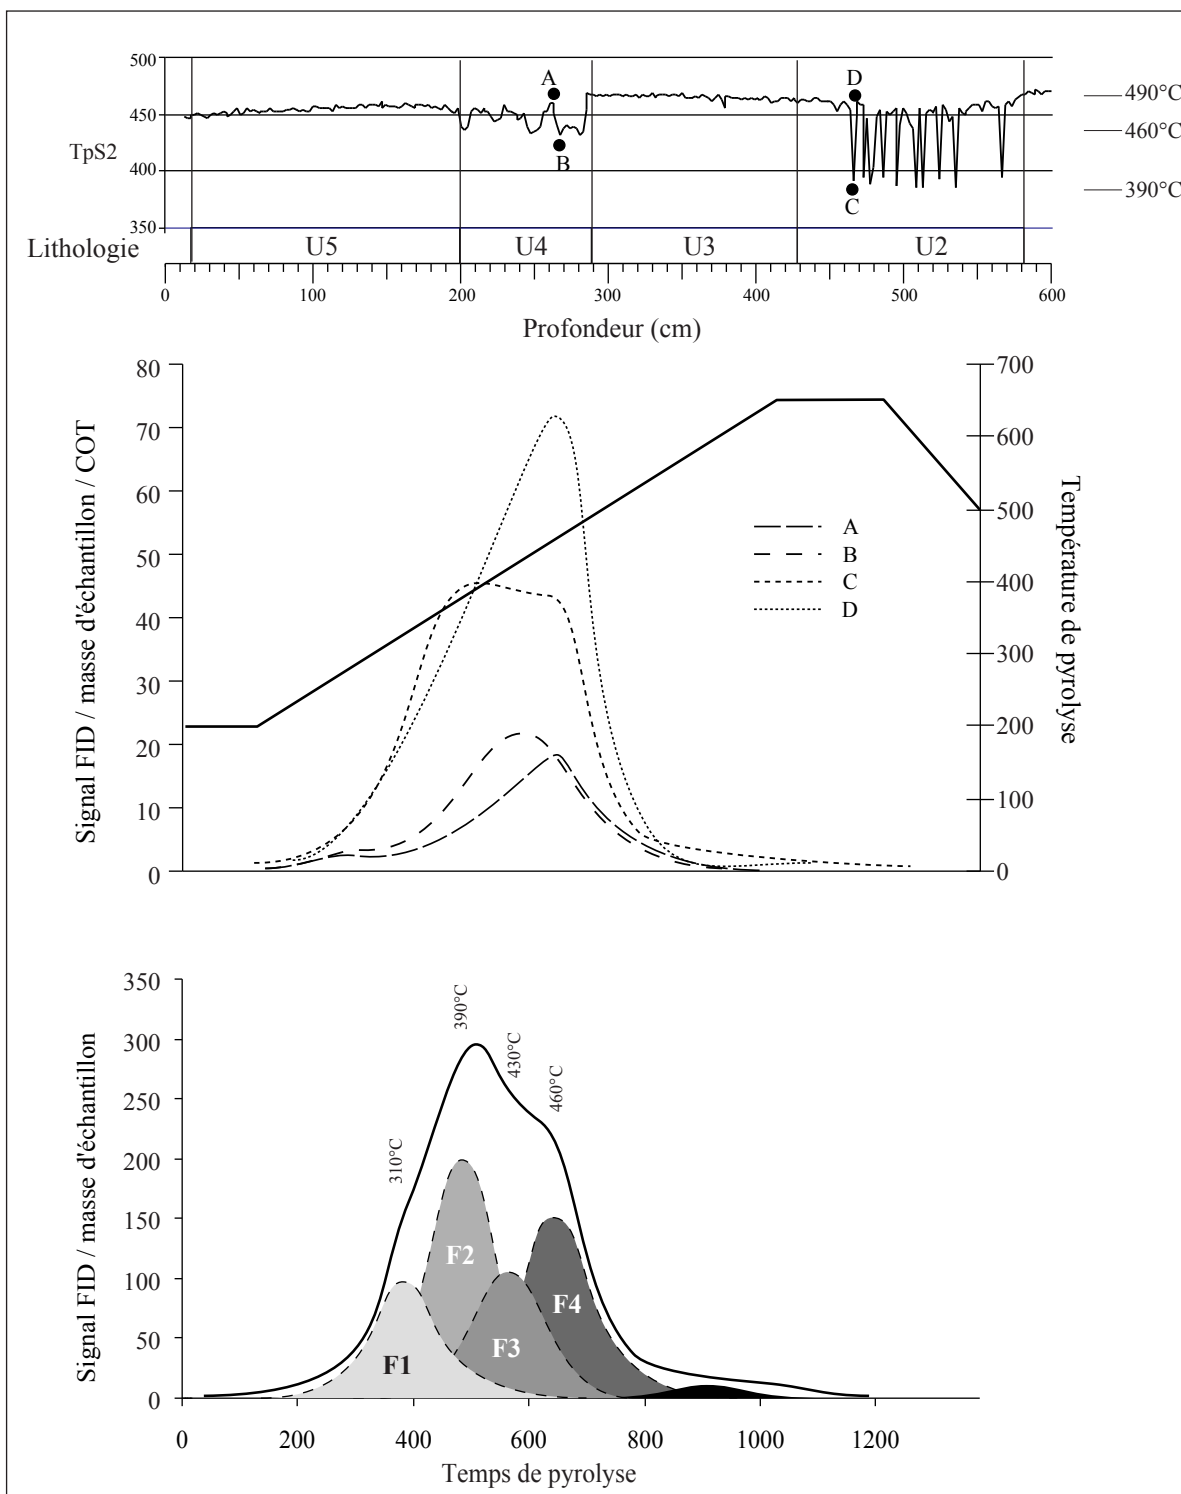 500
450
400
350
TpS2
A
B
D
C
490°C
460°C
390°C
Lithologie
U5
U4
U3
U2
0
100
200
300
400
500
600
Profondeur (cm)
80
70
60
50
40
30
20
10
0
Signal FID / masse d'échantillon / COT
700
600
500
400
300
200
100
0
Température de pyrolyse
A
B
C
D
350
300
250
200
150
100
50
0
Signal FID / masse d'échantillon
310°C
390°C
430°C
460°C
F1
F2
F3
F4
0
200
400
600
800
1000
1200
Temps de pyrolyse